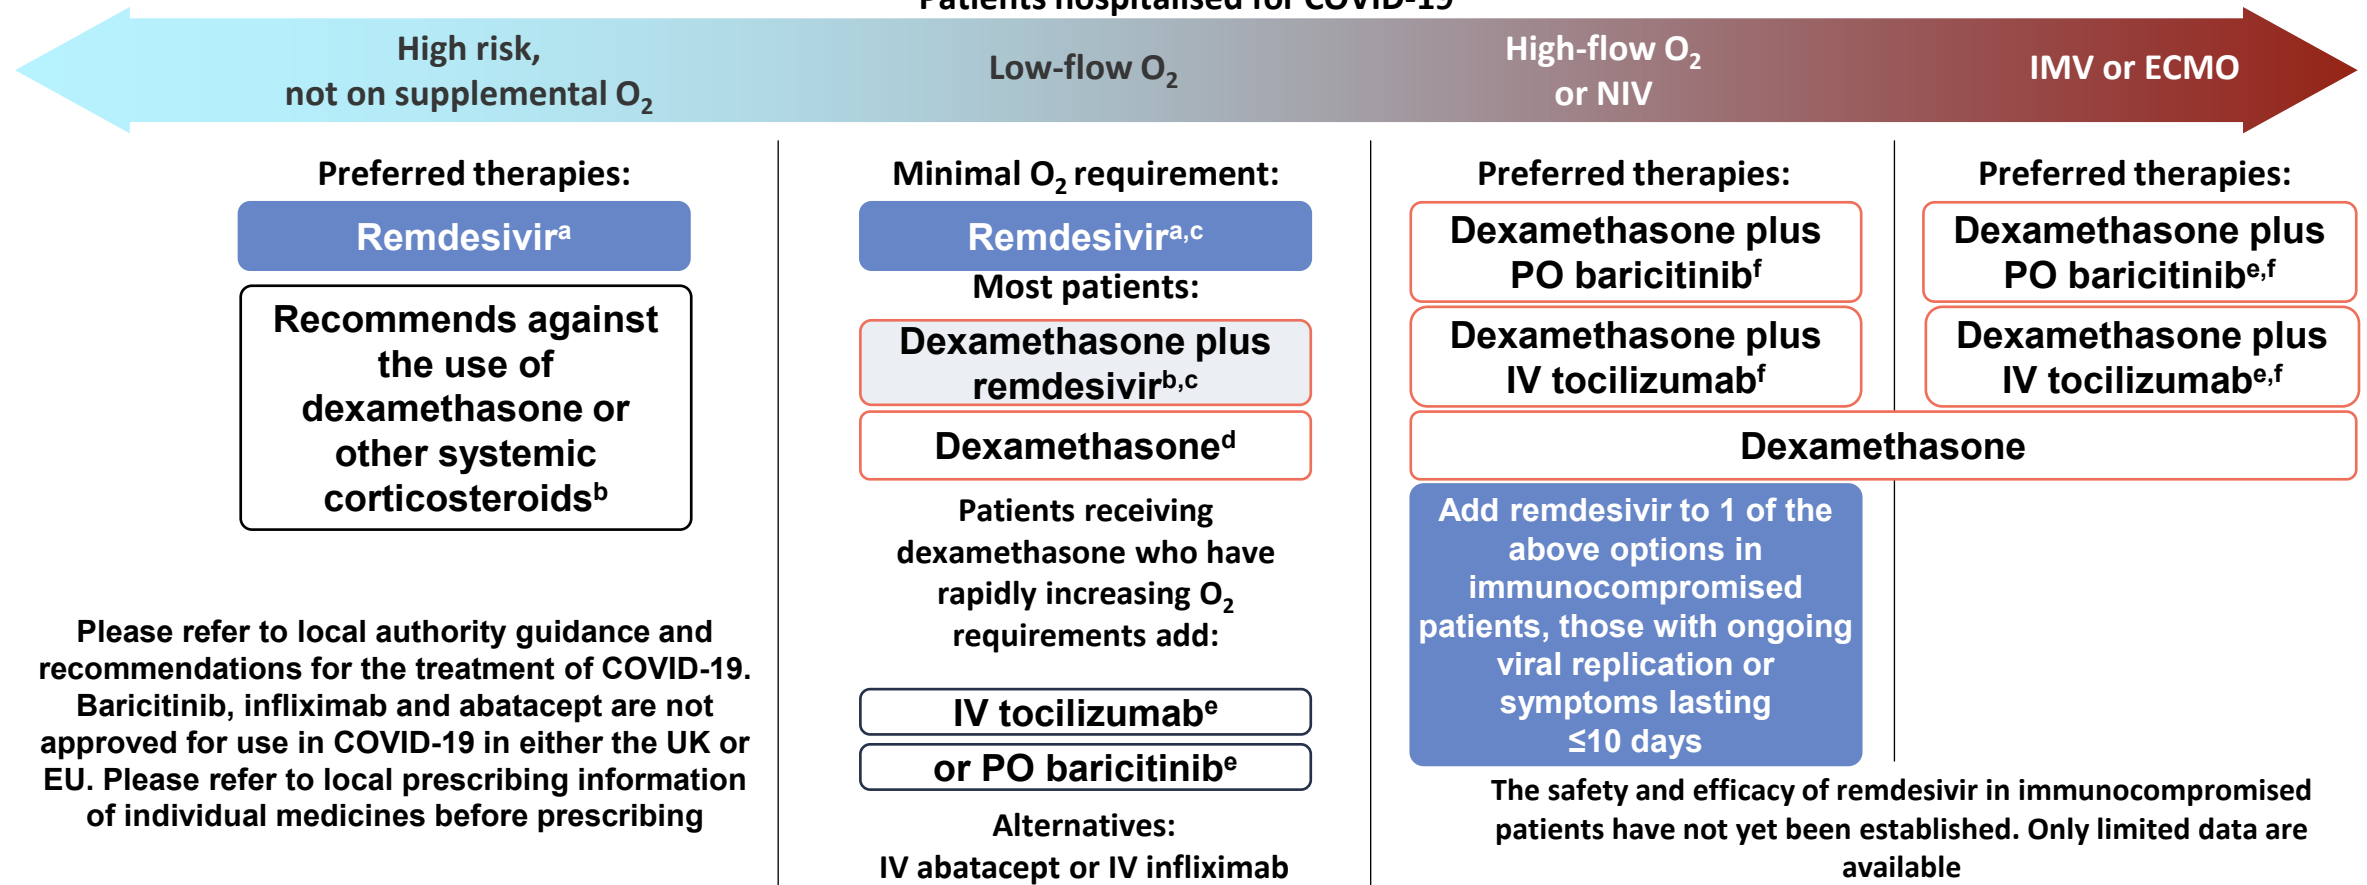 Patients hospitalised for COVID-19
High risk,
not on supplemental O₂
Low-flow O₂
High-flow O₂
or NIV
IMV or ECMO
Preferred therapies:
Remdesivirᵃ
Recommends against
the use of
dexamethasone or
other systemic
corticosteroidsᵇ
Please refer to local authority guidance and
recommendations for the treatment of COVID-19.
Baricitinib, infliximab and abatacept are not
approved for use in COVID-19 in either the UK or
EU. Please refer to local prescribing information
of individual medicines before prescribing
Minimal O₂ requirement:
Remdesivirᵃ,ᶜ
Most patients:
Dexamethasone plus
remdesivirᵇ,ᶜ
Dexamethasoneᵈ
Patients receiving
dexamethasone who have
rapidly increasing O₂
requirements add:
IV tocilizumabᵉ
or PO baricitinibᵉ
Alternatives:
IV abatacept or IV infliximab
Preferred therapies:
Dexamethasone plus
PO baricitinibᶠ
Dexamethasone plus
IV tocilizumabᶠ
Preferred therapies:
Dexamethasone plus
PO baricitinibᵉ,ᶠ
Dexamethasone plus
IV tocilizumabᵉ,ᶠ
Dexamethasone
Add remdesivir to 1 of the
above options in
immunocompromised
patients, those with ongoing
viral replication or
symptoms lasting
≤10 days
The safety and efficacy of remdesivir in immunocompromised
patients have not yet been established. Only limited data are
available